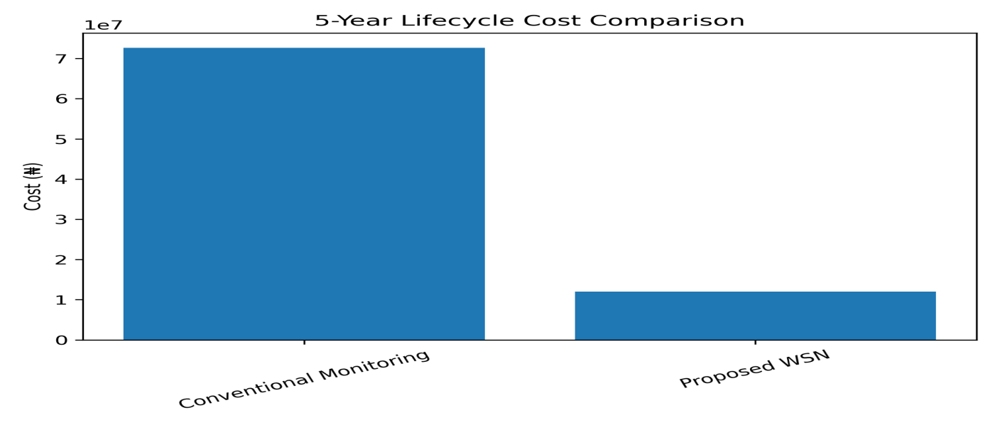 5-Year Lifecycle Cost Comparison
1e7
7
6
5
4
3
2
1
0
Cost (₦)
Conventional Monitoring
Proposed WSN